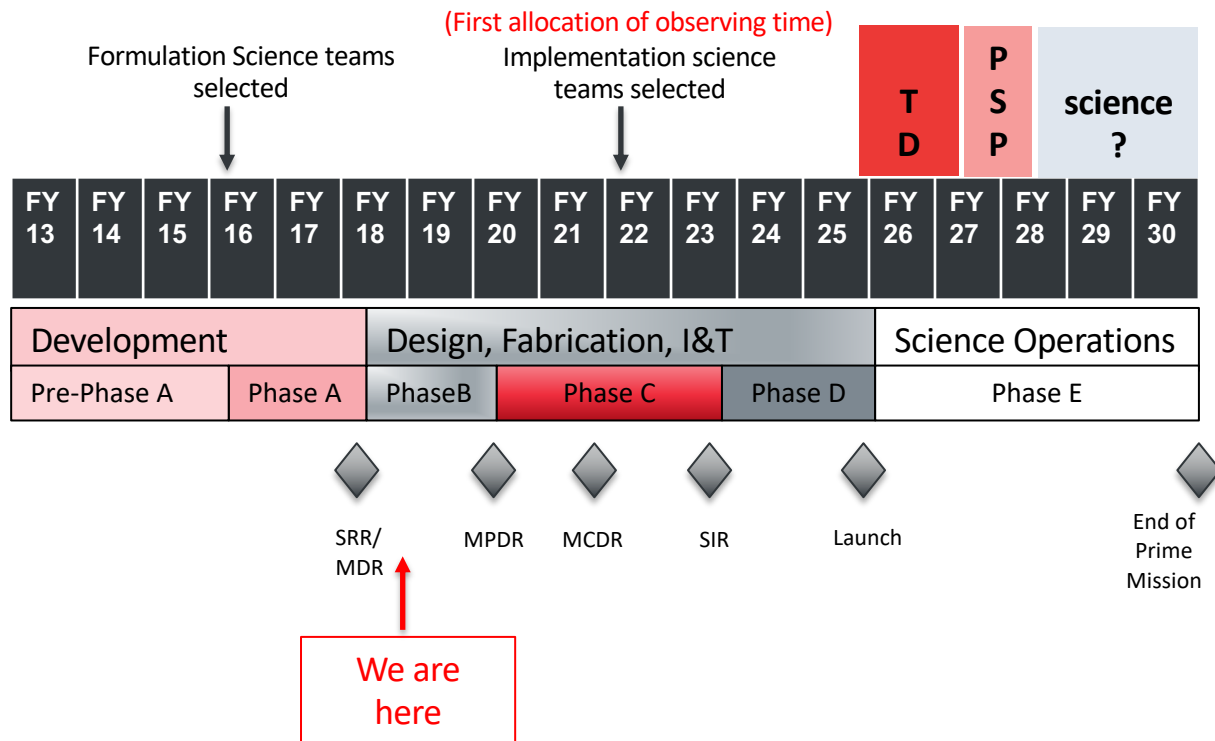 (First allocation of observing time)
Formulation Science teams
selected
Implementation science
teams selected
T
D
P
S
P
science
?
FY
13
FY
14
FY
15
FY
16
FY
17
FY
18
FY
19
FY
20
FY
21
FY
22
FY
23
FY
24
FY
25
FY
26
FY
27
FY
28
FY
29
FY
30
Development
Design, Fabrication, I&T
Science Operations
Pre-Phase A
Phase A
PhaseB
Phase C
Phase D
Phase E
SRR/
MDR
MPDR
MCDR
SIR
Launch
End of
Prime
Mission
We are
here